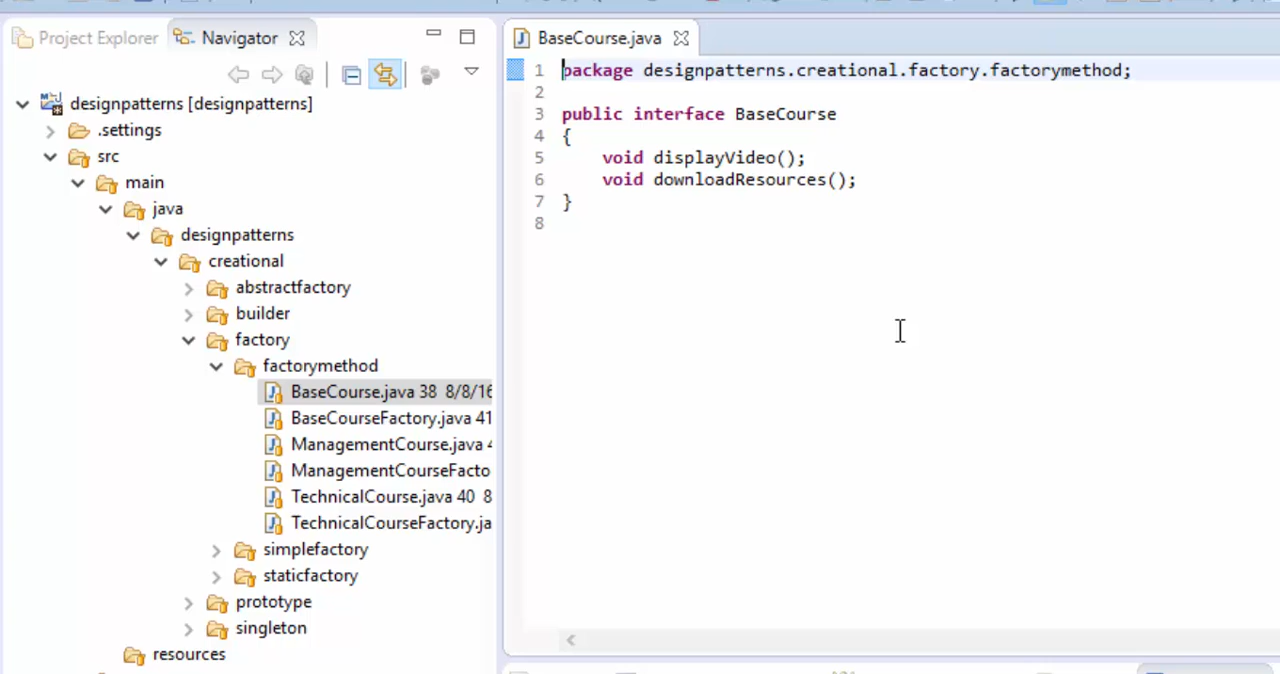 Project Explorer
Navigator
designpatterns [designpatterns]
.settings
src
main
java
designpatterns
creational
abstractfactory
builder
factory
factorymethod
BaseCourse.java 38 8/8/16
BaseCourseFactory.java 41
ManagementCourse.java
ManagementCourseFacto
TechnicalCourse.java 40 8
TechnicalCourseFactory.ja
simplefactory
staticfactory
prototype
singleton
resources
BaseCourse.java
1 package designpatterns.creational.factory.factorymethod;
2
3 public interface BaseCourse
4 {
5 void displayVideo();
6 void downloadResources();
7 }
8